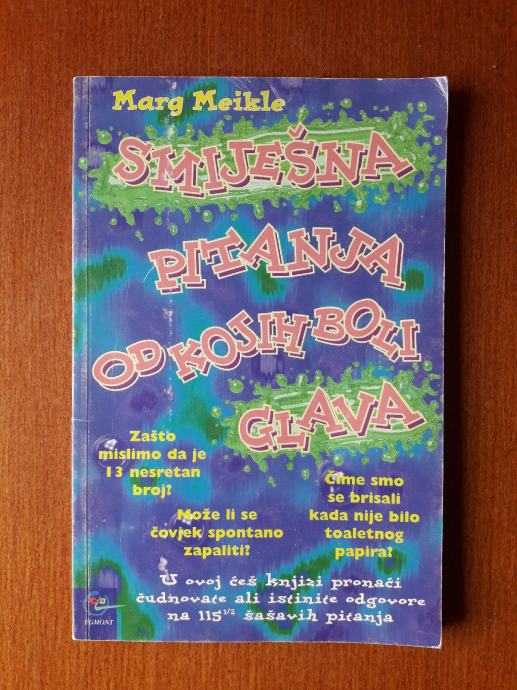 Marg Meikle
SMIJEŠNA
PITANJA
OD KOJIH BOLI
GLAVA
Zašto
mislimo da je
13 nesretan
broj?
Može li se
čovjek spontano
zapaliti?
Čime smo
se brisali
kada nije bilo
toaletnog
papira?
U ovoj ćeš knjizi pronaći
čudnovate ali istinite odgovore
na 115 1/2 šašavih pitanja
EGMONT